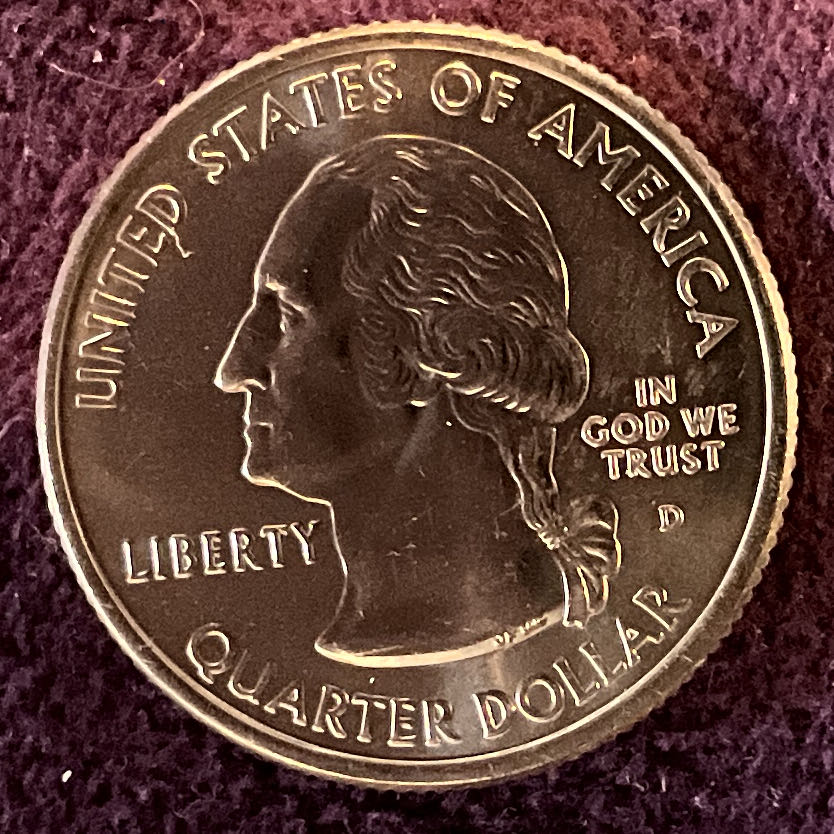 UNITED STATES OF AMERICA
IN
GOD WE
TRUST
D
LIBERTY
QUARTER DOLLAR